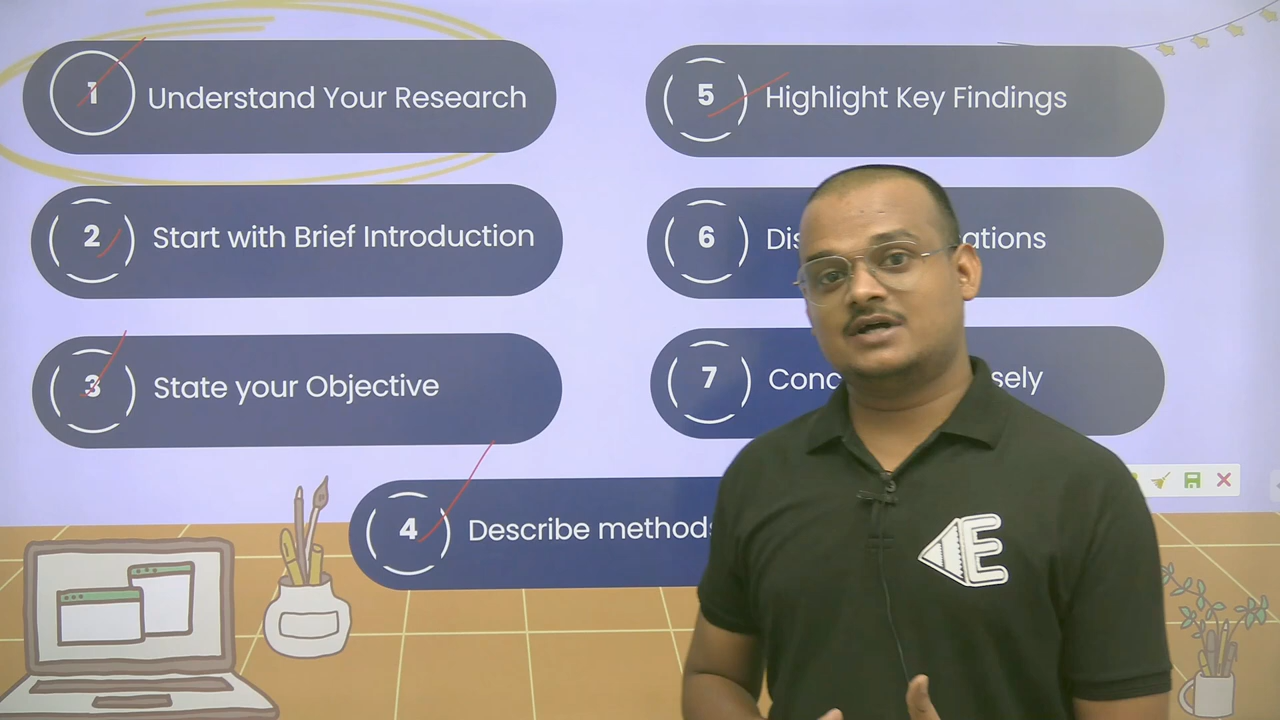 1 Understand Your Research
2 Start with Brief Introduction
3 State your Objective
4 Describe methods
5 Highlight Key Findings
6
7
E